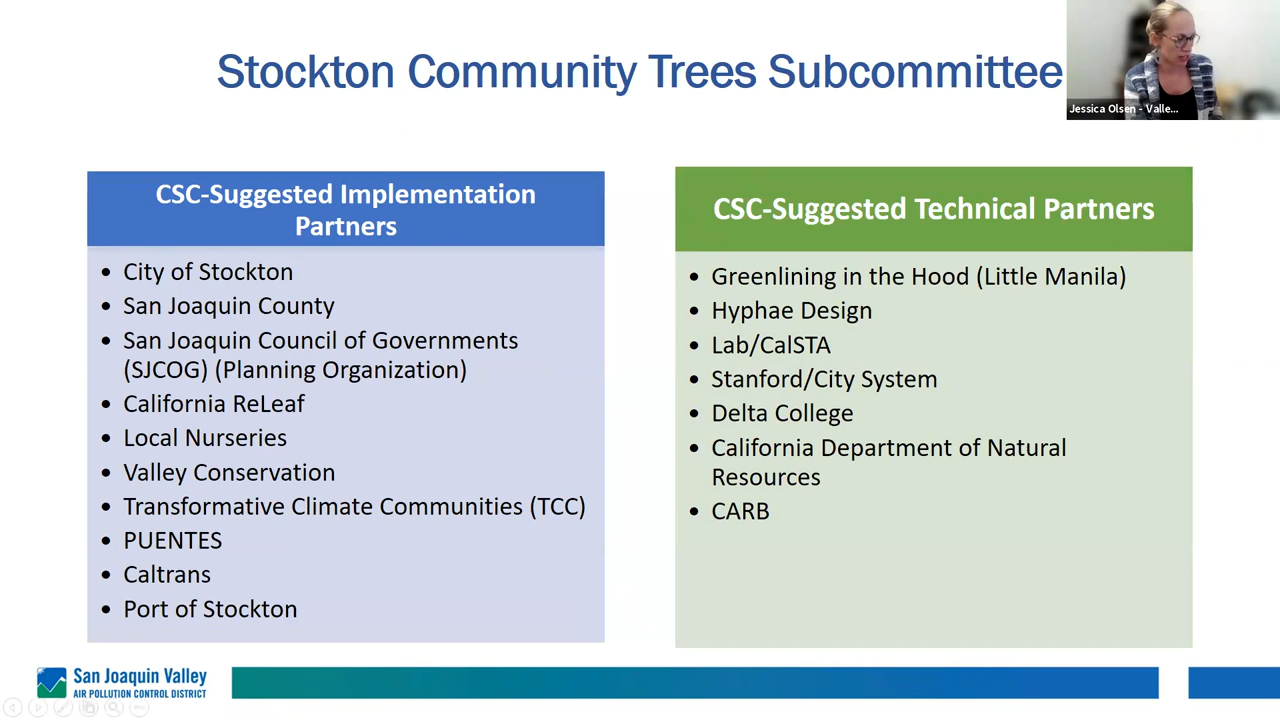 Stockton Community Trees Subcommittee
Jessica Olsen - Valle...
CSC-Suggested Implementation
Partners
• City of Stockton
• San Joaquin County
• San Joaquin Council of Governments
(SJCOG) (Planning Organization)
• California ReLeaf
• Local Nurseries
• Valley Conservation
• Transformative Climate Communities (TCC)
• PUENTES
• Caltrans
• Port of Stockton
CSC-Suggested Technical Partners
• Greenlining in the Hood (Little Manila)
• Hyphae Design
• Lab/CalSTA
• Stanford/City System
• Delta College
• California Department of Natural
Resources
• CARB
San Joaquin Valley
AIR POLLUTION CONTROL DISTRICT